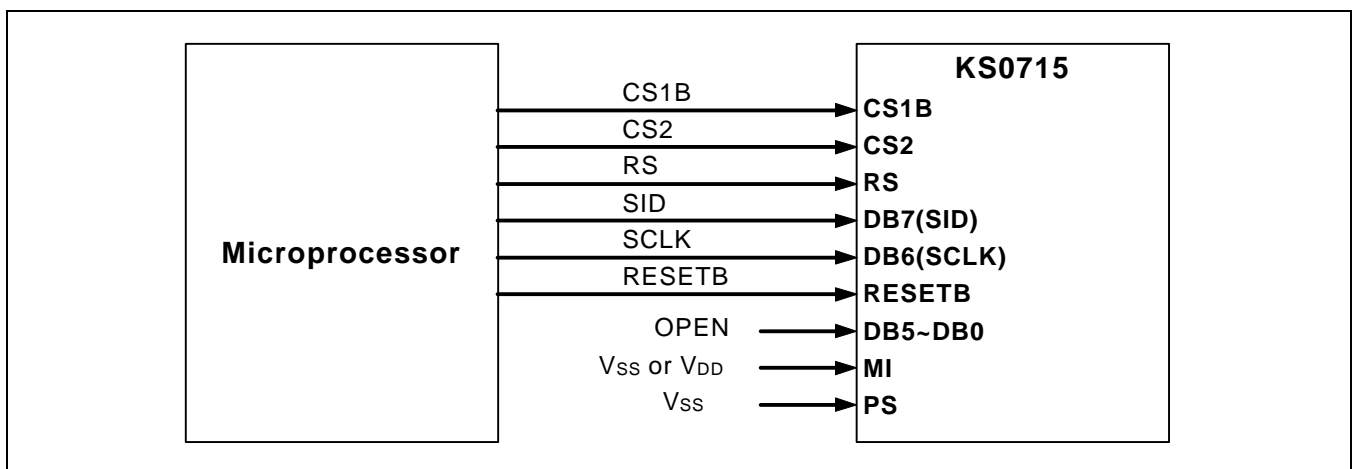 KS0715
CS1B
CS1B
CS2
CS2
RS
RS
SID
DB7(SID)
Microprocessor
SCLK
DB6(SCLK)
RESETB
RESETB
OPEN
DB5~DB0
VSS or VDD
MI
VSS
PS